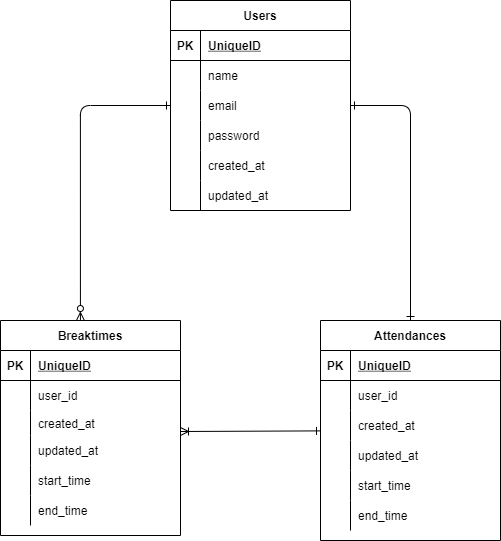 Users
PK UniqueID
name
email
password
created_at
updated_at
Breaktimes
PK UniqueID
user_id
created_at
updated_at
start_time
end_time
Attendances
PK UniqueID
user_id
created_at
updated_at
start_time
end_time